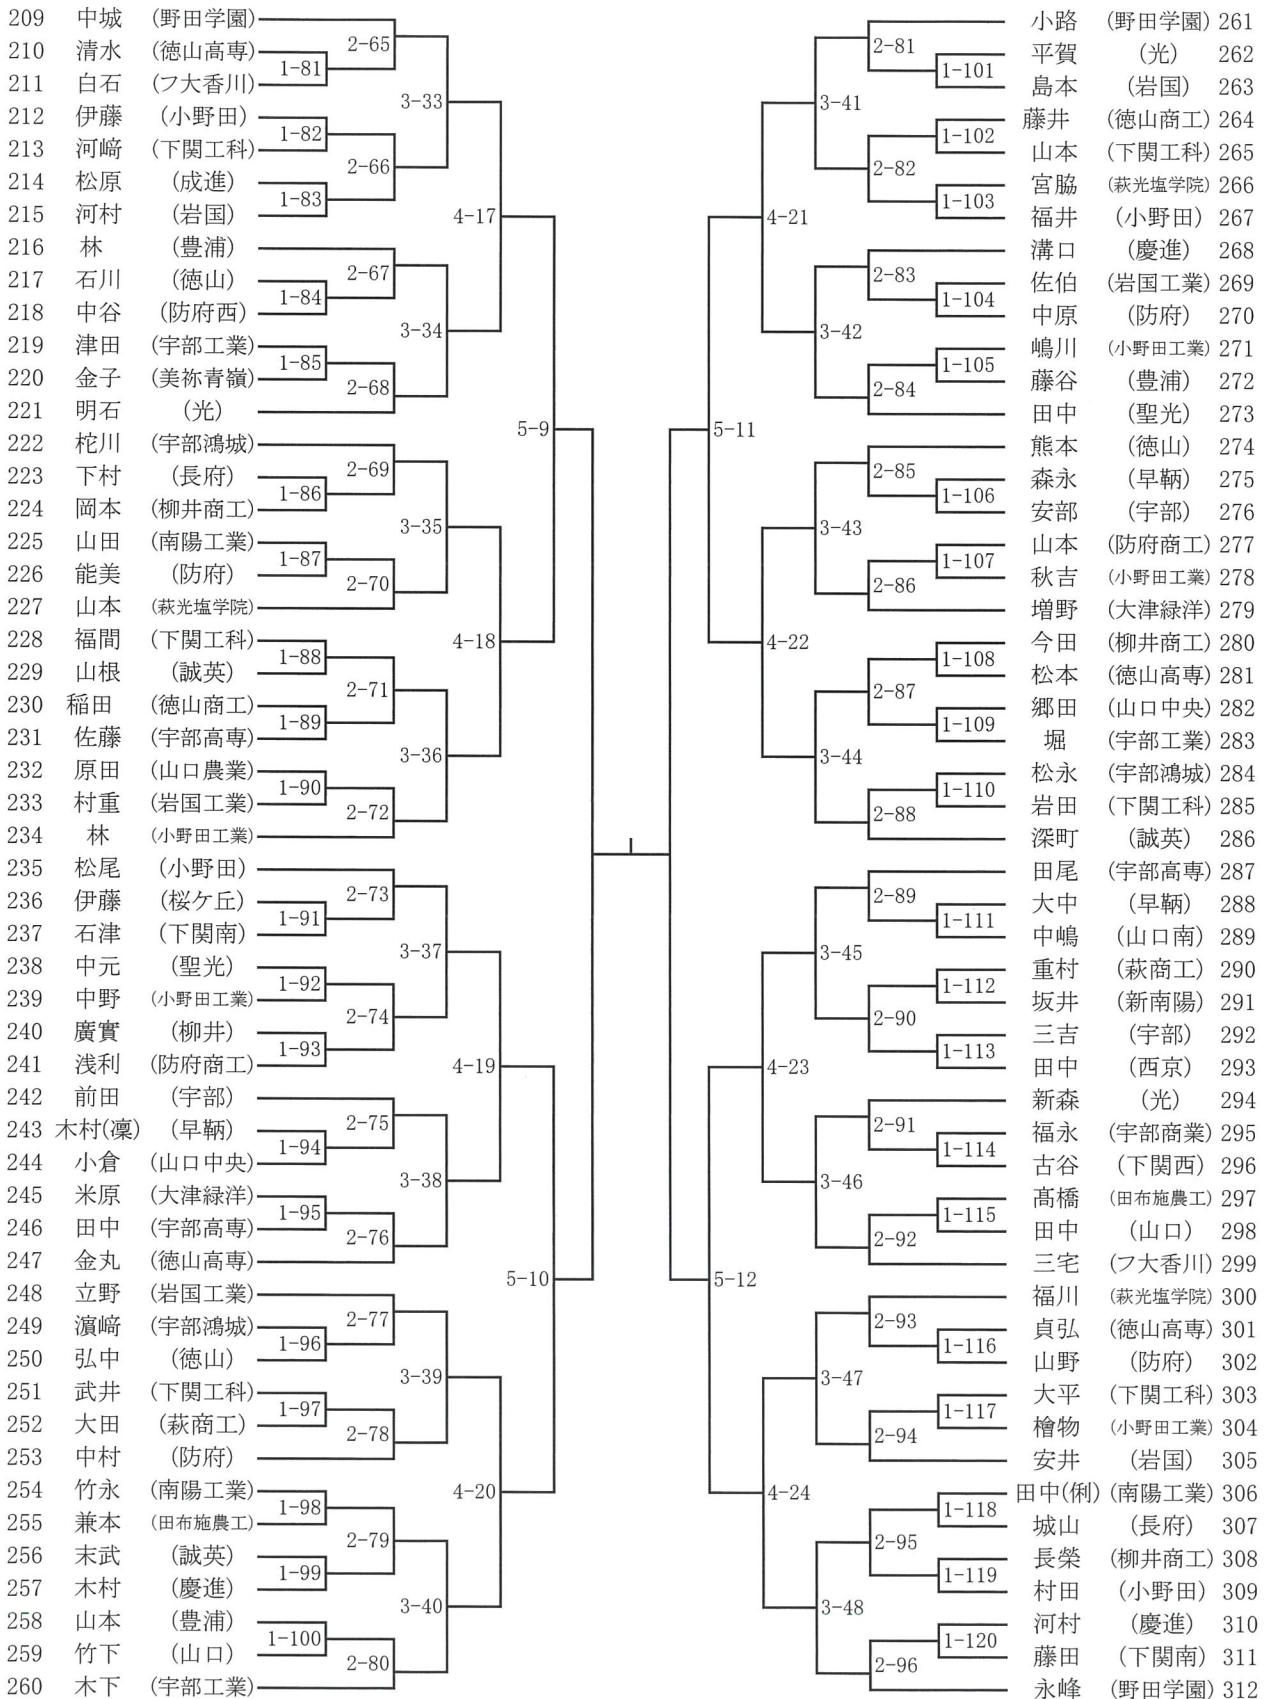 209 中城 (野田学園)
210 清水 (徳山高専)
211 白石 (フ大香川)
212 伊藤 (小野田)
213 河﨑 (下関工科)
214 松原 (成進)
215 河村 (岩国)
216 林 (豊浦)
217 石川 (徳山)
218 中谷 (防府西)
219 津田 (宇部工業)
220 金子 (美祢青嶺)
221 明石 (光)
222 柁川 (宇部鴻城)
223 下村 (長府)
224 岡本 (柳井商工)
225 山田 (南陽工業)
226 能美 (防府)
227 山本 (萩光塩学院)
228 福間 (下関工科)
229 山根 (誠英)
230 稲田 (徳山商工)
231 佐藤 (宇部高専)
232 原田 (山口農業)
233 村重 (岩国工業)
234 林 (小野田工業)
235 松尾 (小野田)
236 伊藤 (桜ケ丘)
237 石津 (下関南)
238 中元 (聖光)
239 中野 (小野田工業)
240 廣實 (柳井)
241 浅利 (防府商工)
242 前田 (宇部)
243 木村(凜) (早鞆)
244 小倉 (山口中央)
245 米原 (大津緑洋)
246 田中 (宇部高専)
247 金丸 (徳山高専)
248 立野 (岩国工業)
249 濵﨑 (宇部鴻城)
250 弘中 (徳山)
251 武井 (下関工科)
252 大田 (萩商工)
253 中村 (防府)
254 竹永 (南陽工業)
255 兼本 (田布施農工)
256 末武 (誠英)
257 木村 (慶進)
258 山本 (豊浦)
259 竹下 (山口)
260 木下 (宇部工業)
1-81
1-82
1-83
1-84
1-85
1-86
1-87
1-88
1-89
1-90
1-91
1-92
1-93
1-94
1-95
1-96
1-97
1-98
1-99
1-100
2-65
2-66
2-67
2-68
2-69
2-70
2-71
2-72
2-73
2-74
2-75
2-76
2-77
2-78
2-79
2-80
3-33
3-34
3-35
3-36
3-37
3-38
3-39
3-40
4-17
4-18
4-19
4-20
5-9
5-10
5-11
5-12
4-21
4-22
4-23
4-24
3-41
3-42
3-43
3-44
3-45
3-46
3-47
3-48
2-81
2-82
2-83
2-84
2-85
2-86
2-87
2-88
2-89
2-90
2-91
2-92
2-93
2-94
2-95
2-96
1-101
1-102
1-103
1-104
1-105
1-106
1-107
1-108
1-109
1-110
1-111
1-112
1-113
1-114
1-115
1-116
1-117
1-118
1-119
1-120
小路 (野田学園) 261
平賀 (光) 262
島本 (岩国) 263
藤井 (徳山商工) 264
山本 (下関工科) 265
宮脇 (萩光塩学院) 266
福井 (小野田) 267
溝口 (慶進) 268
佐伯 (岩国工業) 269
中原 (防府) 270
嶋川 (小野田工業) 271
藤谷 (豊浦) 272
田中 (聖光) 273
熊本 (徳山) 274
森永 (早鞆) 275
安部 (宇部) 276
山本 (防府商工) 277
秋吉 (小野田工業) 278
増野 (大津緑洋) 279
今田 (柳井商工) 280
松本 (徳山高専) 281
郷田 (山口中央) 282
堀 (宇部工業) 283
松永 (宇部鴻城) 284
岩田 (下関工科) 285
深町 (誠英) 286
田尾 (宇部高専) 287
大中 (早鞆) 288
中嶋 (山口南) 289
重村 (萩商工) 290
坂井 (新南陽) 291
三吉 (宇部) 292
田中 (西京) 293
新森 (光) 294
福永 (宇部商業) 295
古谷 (下関西) 296
髙橋 (田布施農工) 297
田中 (山口) 298
三宅 (フ大香川) 299
福川 (萩光塩学院) 300
貞弘 (徳山高専) 301
山野 (防府) 302
大平 (下関工科) 303
檜物 (小野田工業) 304
安井 (岩国) 305
田中(俐) (南陽工業) 306
城山 (長府) 307
長榮 (柳井商工) 308
村田 (小野田) 309
河村 (慶進) 310
藤田 (下関南) 311
永峰 (野田学園) 312